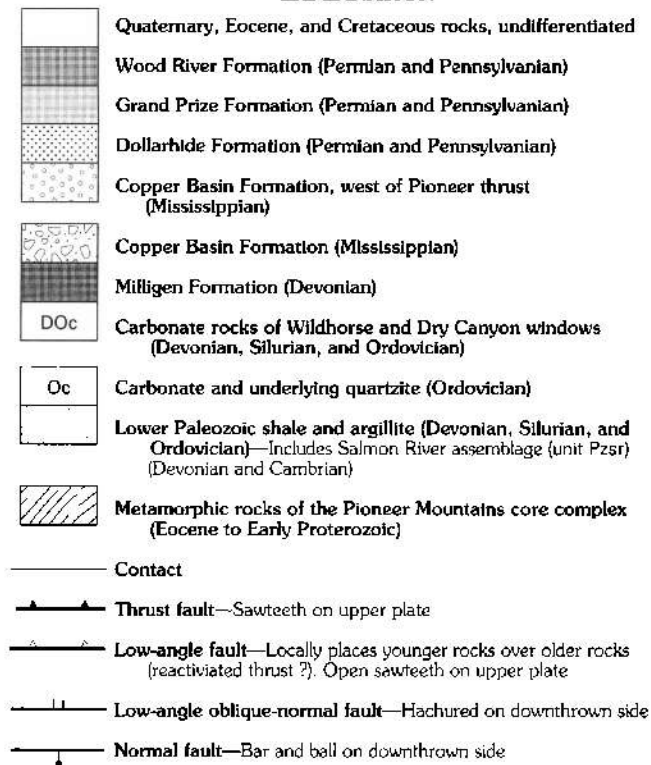 Quaternary, Eocene, and Cretaceous rocks, undifferentiated
Wood River Formation (Permian and Pennsylvanian)
Grand Prize Formation (Permian and Pennsylvanian)
Dollarhide Formation (Permian and Pennsylvanian)
Copper Basin Formation, west of Pioneer thrust
(Mississippian)
Copper Basin Formation (Mississippian)
Milligen Formation (Devonian)
DOc
Carbonate rocks of Wildhorse and Dry Canyon windows
(Devonian, Silurian, and Ordovician)
Oc
Carbonate and underlying quartzite (Ordovician)
Lower Paleozoic shale and argillite (Devonian, Silurian, and
Ordovician)—Includes Salmon River assemblage (unit Pzsr)
(Devonian and Cambrian)
Metamorphic rocks of the Pioneer Mountains core complex
(Eocene to Early Proterozoic)
Contact
Thrust fault—Sawteeth on upper plate
Low-angle fault—Locally places younger rocks over older rocks
(reactiviated thrust ?). Open sawteeth on upper plate
Low-angle oblique-normal fault—Hachured on downthrown side
Normal fault—Bar and ball on downthrown side